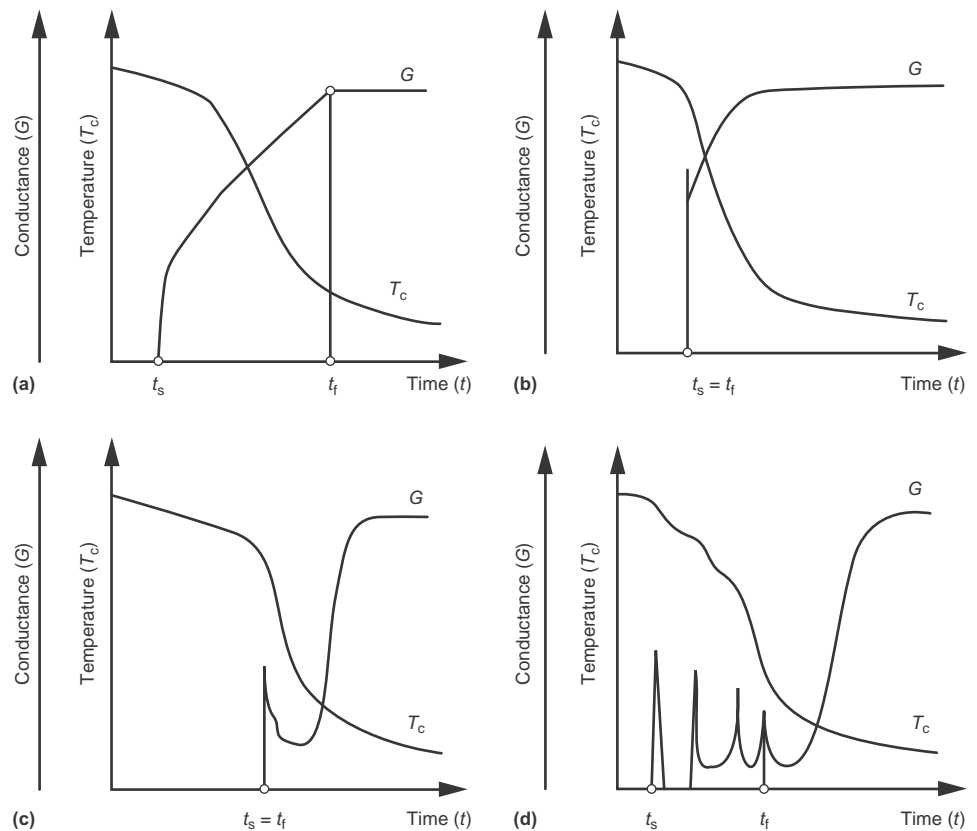 Conductance (G)
Temperature (Tc)
G
Tc
(a)
ts
tf
Time (t)
Conductance (G)
Temperature (Tc)
G
Tc
(b)
ts = tf
Time (t)
Conductance (G)
Temperature (Tc)
G
Tc
(c)
ts = tf
Time (t)
Conductance (G)
Temperature (Tc)
G
Tc
(d)
ts
tf
Time (t)